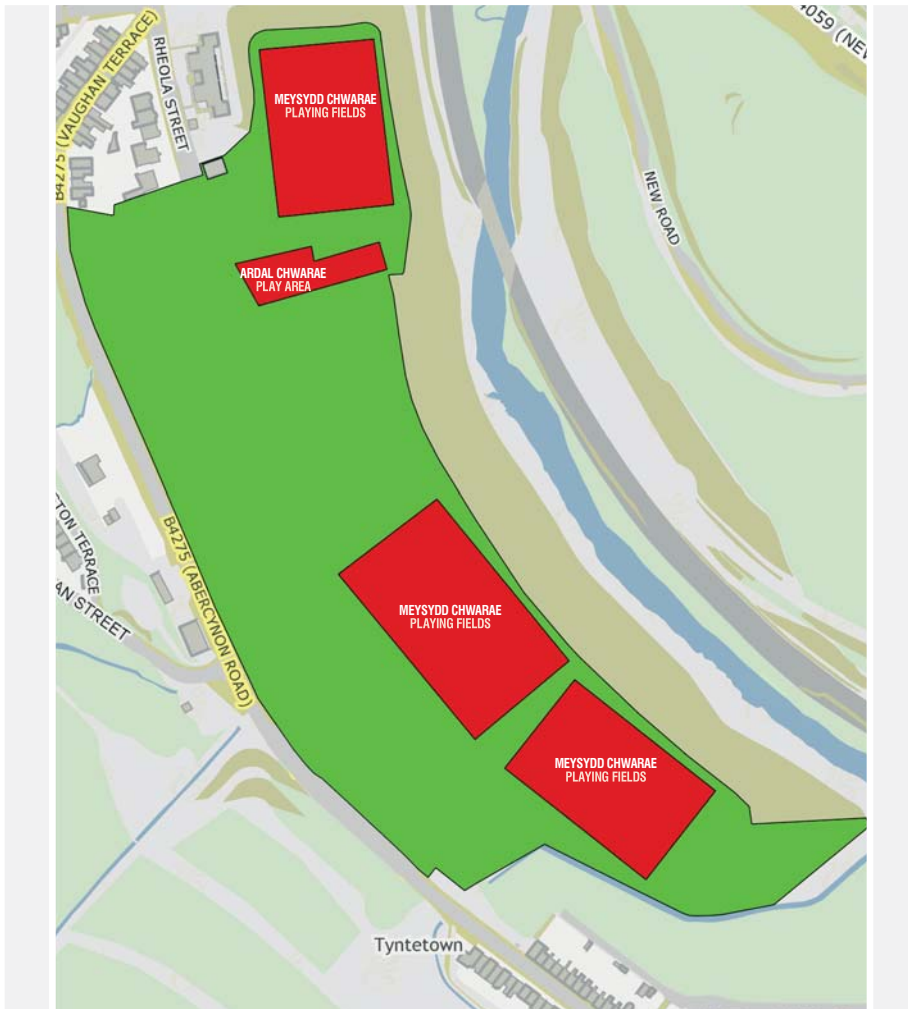 B4275 (VAUGHAN TERRACE)
RHEOLA STREET
4059 (NEW
NEW ROAD
MEYSYDD CHWARAE
PLAYING FIELDS
ARDAL CHWARAE
PLAY AREA
TON TERRACE
AN STREET
B4275 (ABERCYNON ROAD)
MEYSYDD CHWARAE
PLAYING FIELDS
MEYSYDD CHWARAE
PLAYING FIELDS
Tyntetown